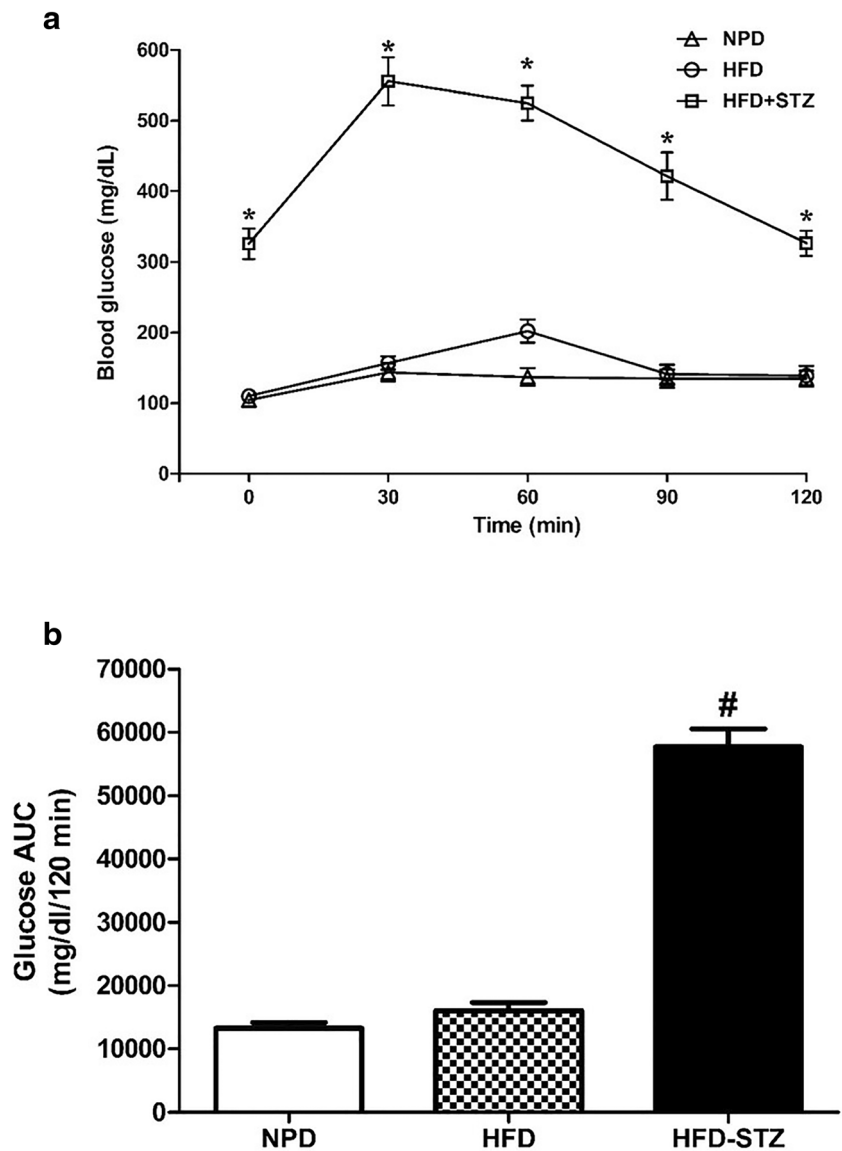 a
NPD
HFD
HFD+STZ
600
500
400
300
200
100
0
*
*
*
*
*
Blood glucose (mg/dL)
0 30 60 90 120
Time (min)
b
70000
60000
50000
40000
30000
20000
10000
0
#
Glucose AUC
(mg/dl/120 min)
NPD HFD HFD-STZ